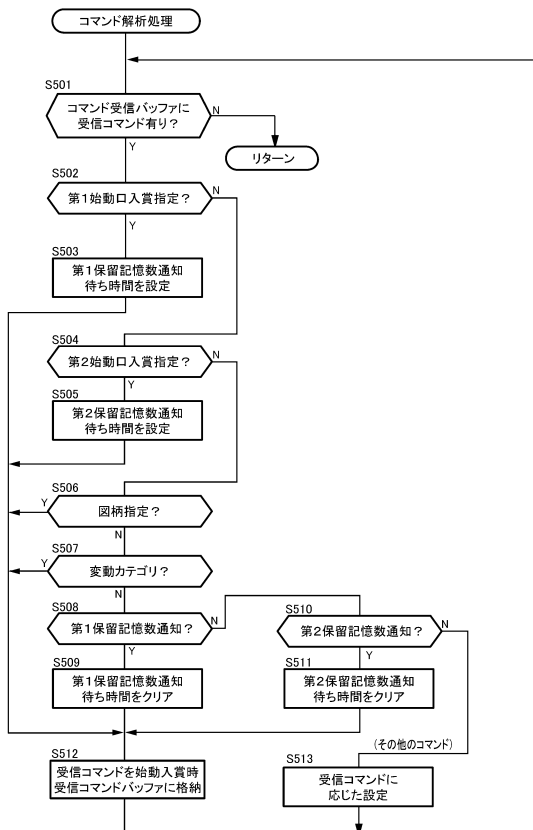 コマンド解析処理
S501
コマンド受信バッファに
受信コマンド有り？
N
Y
リターン
S502
第1始動口入賞指定？
N
Y
S503
第1保留記憶数通知
待ち時間を設定
S504
第2始動口入賞指定？
N
Y
S505
第2保留記憶数通知
待ち時間を設定
S506
Y
図柄指定？
N
S507
Y
変動カテゴリ？
N
S508
第1保留記憶数通知？
N
Y
S510
第2保留記憶数通知？
N
Y
S509
第1保留記憶数通知
待ち時間をクリア
S511
第2保留記憶数通知
待ち時間をクリア
(その他のコマンド)
S512
受信コマンドを始動入賞時
受信コマンドバッファに格納
S513
受信コマンドに
応じた設定